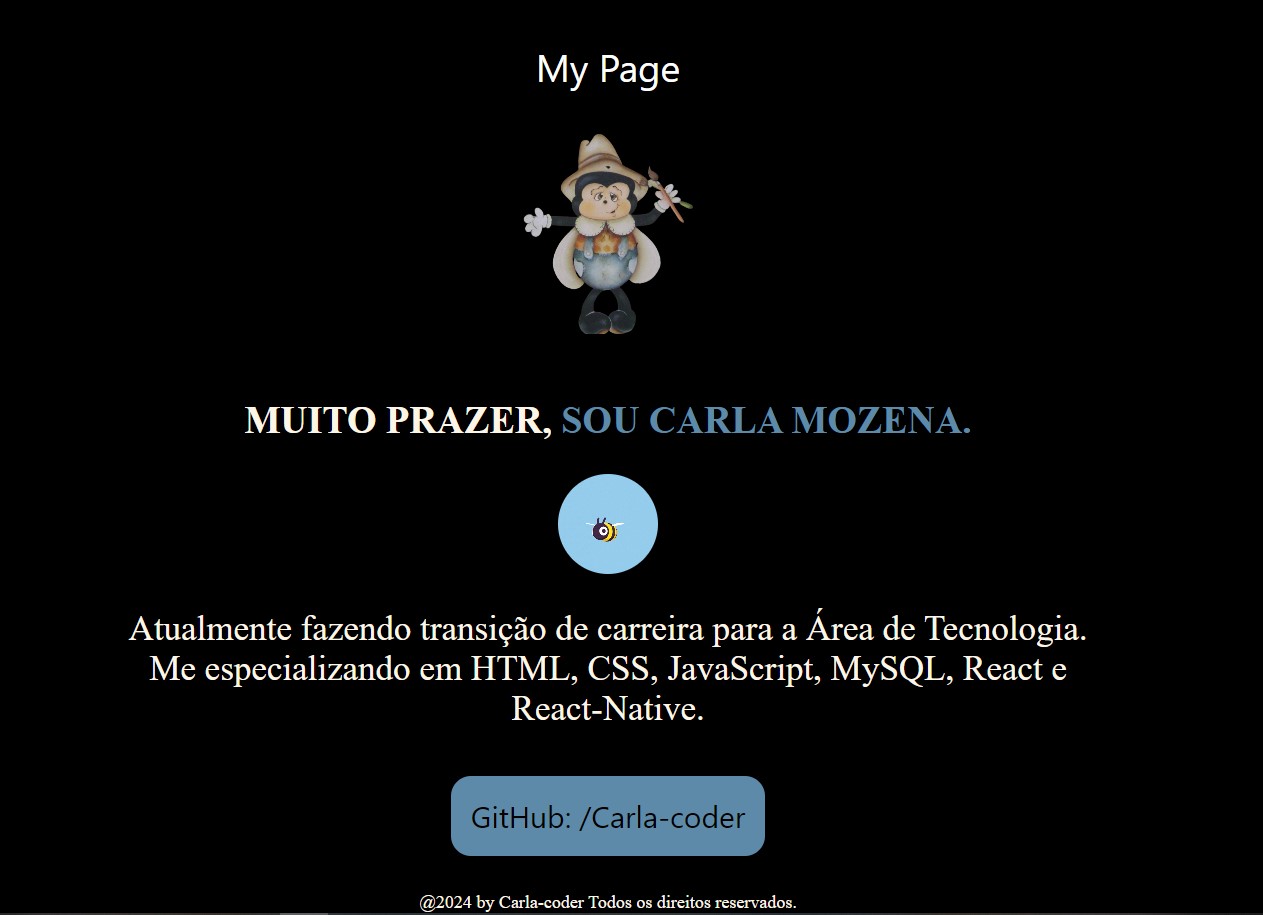 My Page
MUITO PRAZER, SOU CARLA MOZENA.
Atualmente fazendo transição de carreira para a Área de Tecnologia.
Me especializando em HTML, CSS, JavaScript, MySQL, React e
React-Native.
GitHub: /Carla-coder
@2024 by Carla-coder Todos os direitos reservados.